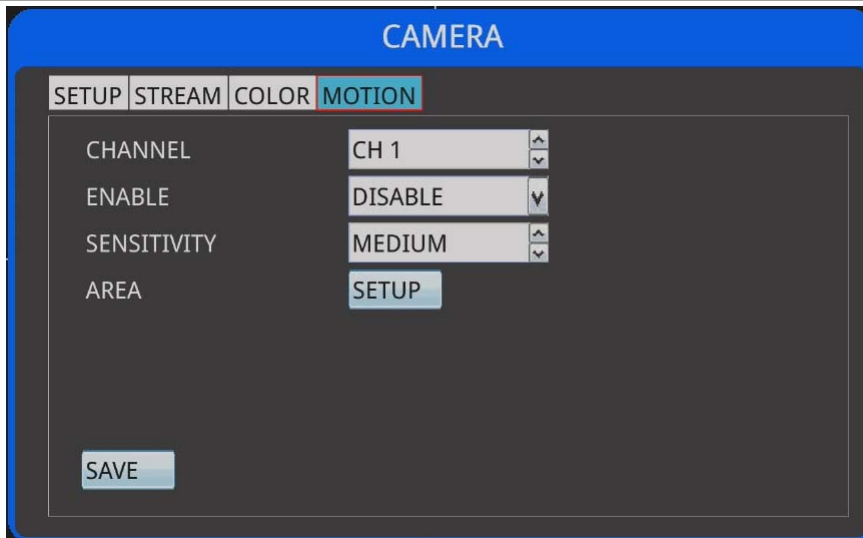 CAMERA
SETUP STREAM COLOR MOTION
CHANNEL CH 1
ENABLE DISABLE
SENSITIVITY MEDIUM
AREA SETUP
SAVE